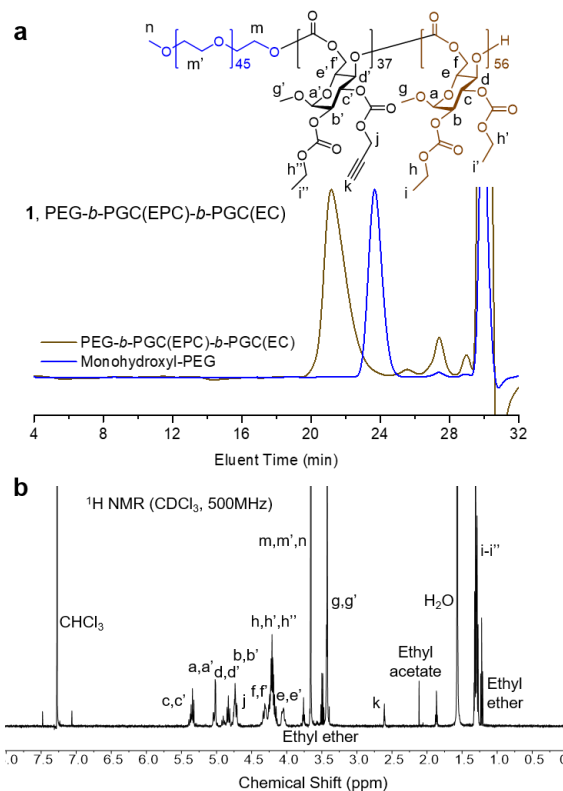 a
n
m
m'
45
O
O
f'
e'
d'
37
g'
a'
c'
b'
j
k
h''
i''
O
O
H
f
e
d
56
g
a
c
b
h'
i'
h
i
1, PEG-b-PGC(EPC)-b-PGC(EC)
PEG-b-PGC(EPC)-b-PGC(EC)
Monohydroxyl-PEG
4 8 12 16 20 24 28 32
Eluent Time (min)
b
¹H NMR (CDCl₃, 500MHz)
CHCl₃
c,c'
a,a'
d,d'
b,b'
j
f,f'
h,h',h''
e,e'
m,m',n
Ethyl ether
g,g'
k
Ethyl acetate
H₂O
i-i''
Ethyl ether
7.5 7.0 6.5 6.0 5.5 5.0 4.5 4.0 3.5 3.0 2.5 2.0 1.5 1.0 0.5
Chemical Shift (ppm)